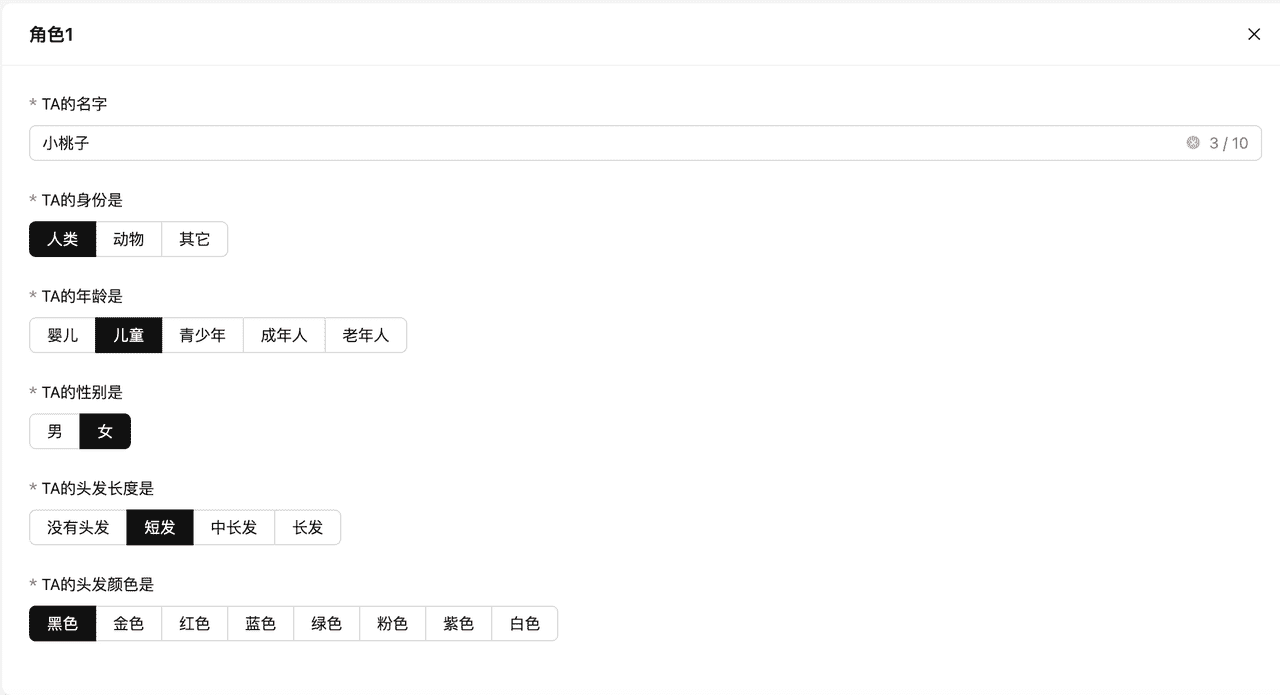 角色1
* TA的名字
小桃子 3 / 10
* TA的身份是
人类 动物 其它
* TA的年龄是
婴儿 儿童 青少年 成年人 老年人
* TA的性别是
男 女
* TA的头发长度是
没有头发 短发 中长发 长发
* TA的头发颜色是
黑色 金色 红色 蓝色 绿色 粉色 紫色 白色